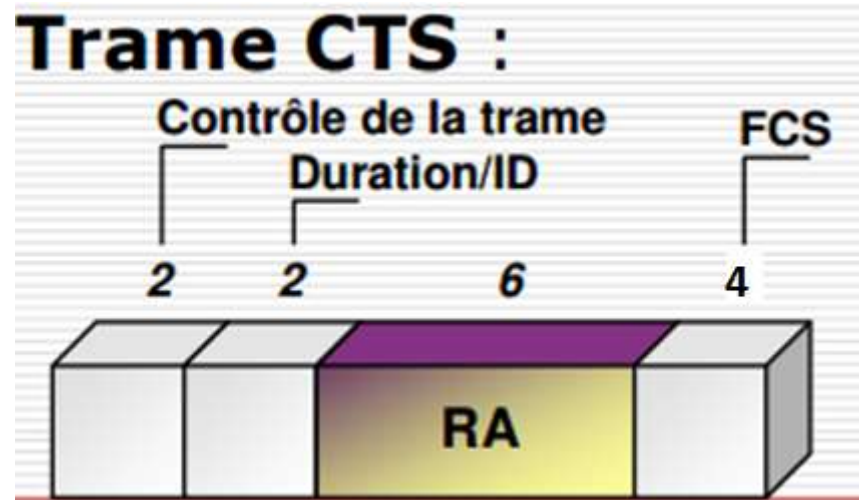 Trame CTS :
Contrôle de la trame
FCS
Duration/ID
2 2 6 4
RA